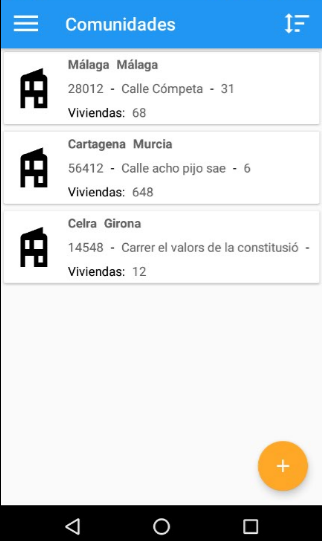 Comunidades
Málaga Málaga
28012 - Calle Cómpeta - 31
Viviendas: 68
Cartagena Murcia
56412 - Calle acho pijo sae - 6
Viviendas: 648
Celra Girona
14548 - Carrer el valors de la constitusió -
Viviendas: 12
+